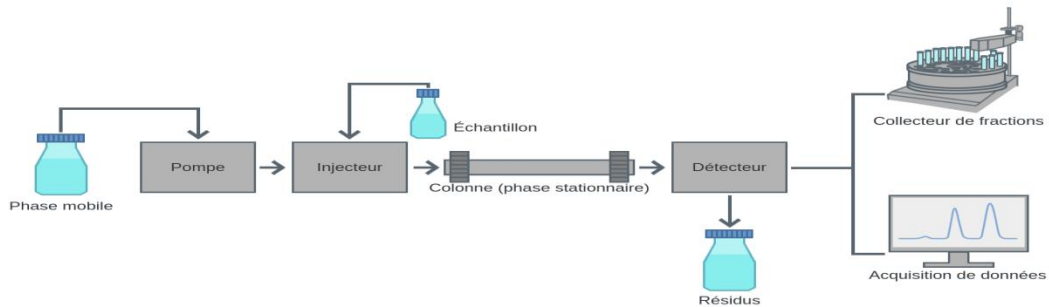 Collecteur de fractions
Échantillon
Pompe
Injecteur
Détecteur
Colonne (phase stationnaire)
Phase mobile
Acquisition de données
Résidus